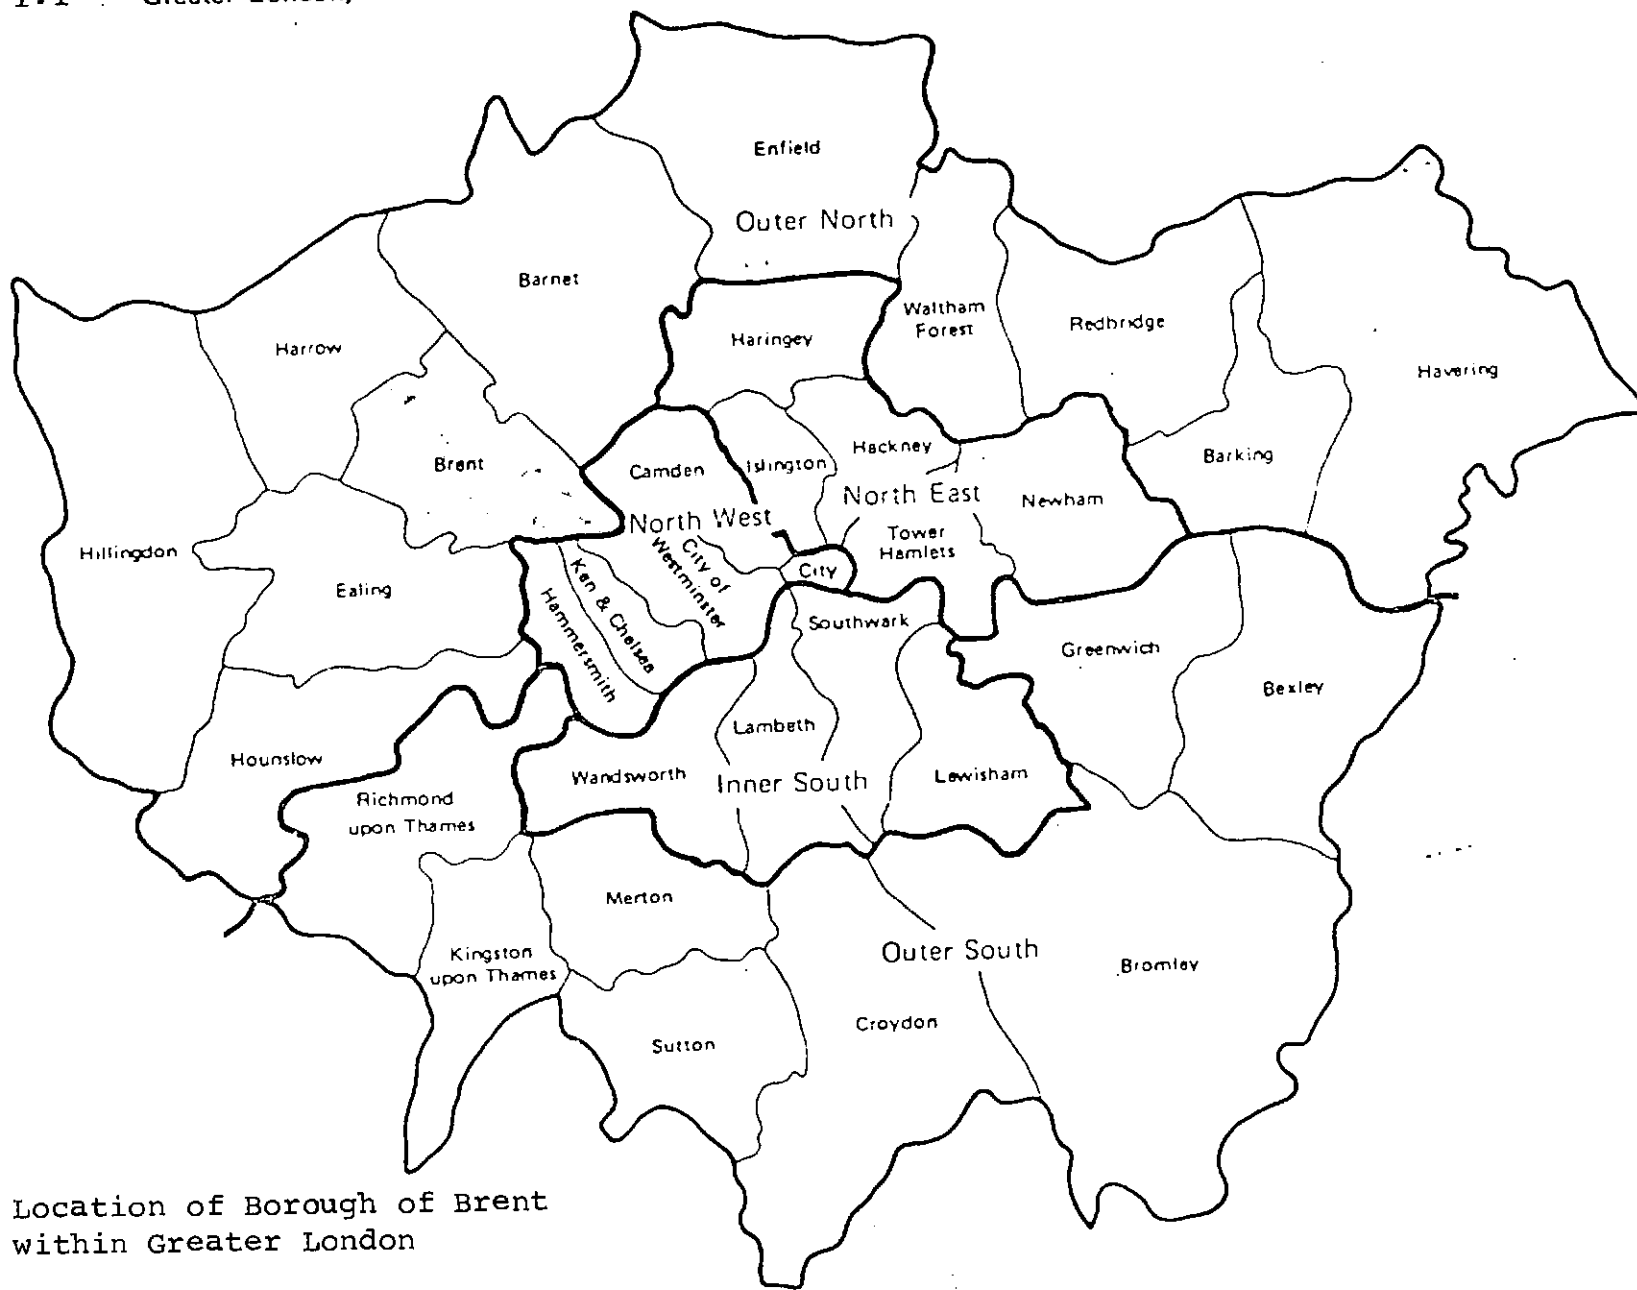 Greater London,
Enfield
Outer North
Barnet
Harrow
Haringey
Waltham
Forest
Redbridge
Havering
Brent
Camden
Islington
Hackney
North East
Newham
Barking
North West
Tower
Hamlets
City of
Westminster
City
Hillingdon
Ealing
Ken & Chelsea
Hammersmith
Southwark
Greenwich
Bexley
Hounslow
Lambeth
Richmond
upon Thames
Wandsworth
Inner South
Lewisham
Merton
Kingston
upon Thames
Outer South
Bromley
Sutton
Croydon
Location of Borough of Brent
within Greater London